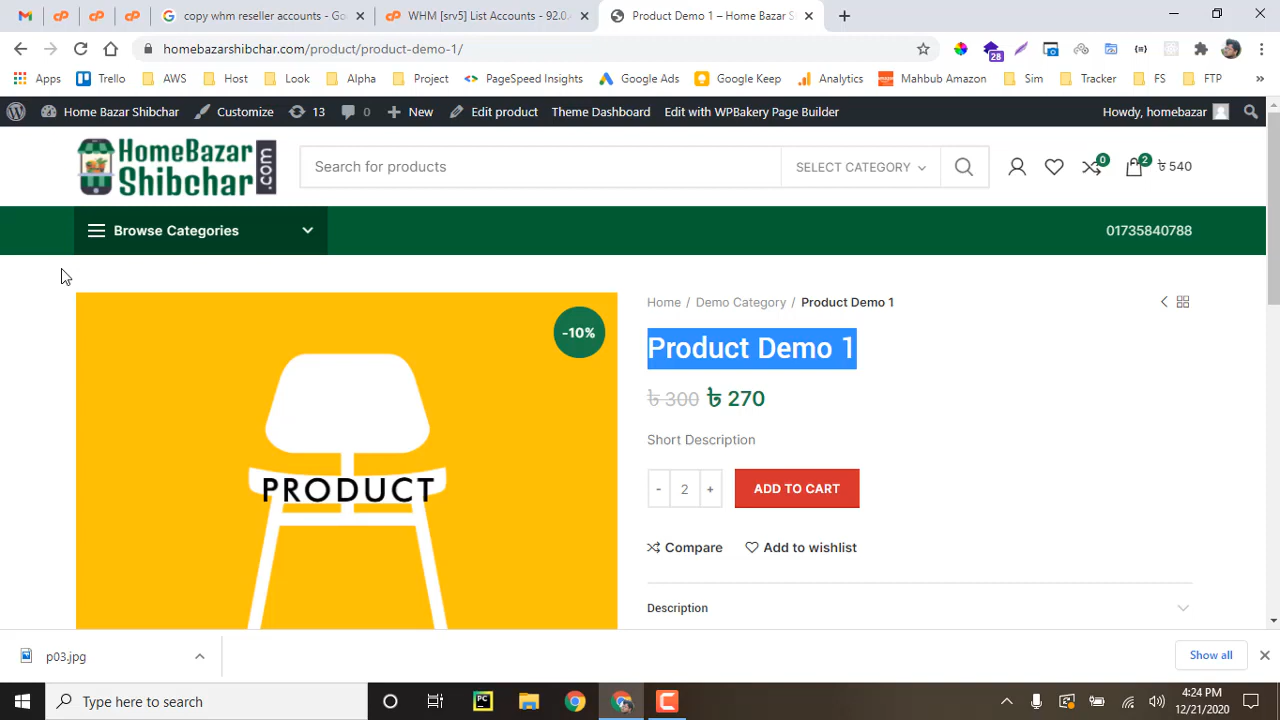 copy whm reseller accounts - Go
WHM [srv5] List Accounts - 92.0.
Product Demo 1 – Home Bazar S
homebazarshibchar.com/product/product-demo-1/
28
Apps
Trello
AWS
Host
Look
Alpha
Project
PageSpeed Insights
Google Ads
Google Keep
Analytics
Mahbub Amazon
Sim
Tracker
FS
FTP
Home Bazar Shibchar
Customize
13
0
New
Edit product
Theme Dashboard
Edit with WPBakery Page Builder
Howdy, homebazar
HomeBazar
Shibchar
.com
Search for products
SELECT CATEGORY
0
2
৳ 540
Browse Categories
01735840788
Home / Demo Category / Product Demo 1
-10%
Product Demo 1
৳ 300 ৳ 270
Short Description
- 2 +
ADD TO CART
PRODUCT
Compare
Add to wishlist
Description
p03.jpg
Show all
Type here to search
PC
4:24 PM
12/21/2020